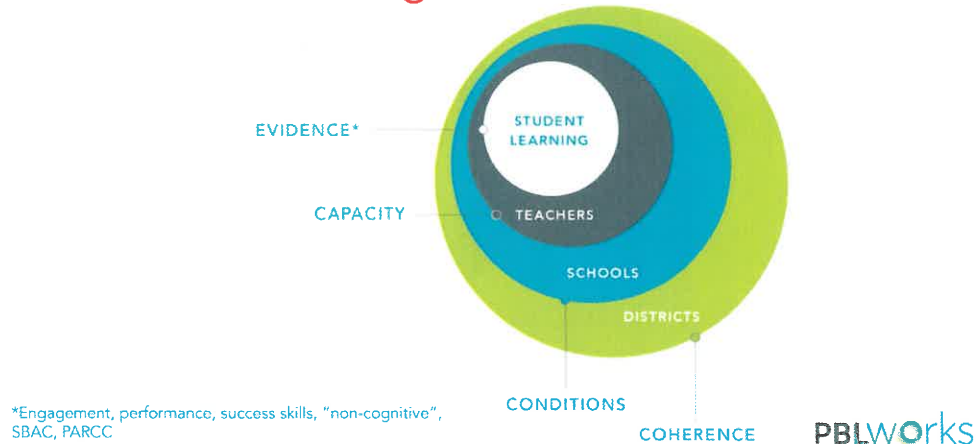 EVIDENCE*
STUDENT
LEARNING
CAPACITY
TEACHERS
SCHOOLS
DISTRICTS
CONDITIONS
COHERENCE
*Engagement, performance, success skills, "non-cognitive",
SBAC, PARCC
PBLWorks